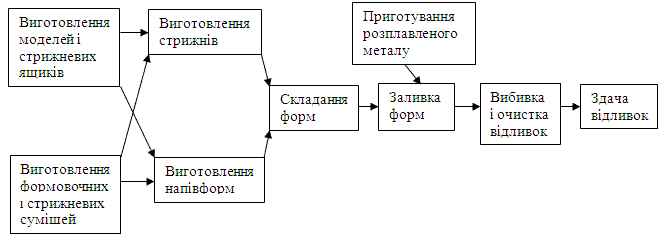 Виготовлення
моделей і
стрижневих
ящиків
Виготовлення
стрижнів
Приготування
розплавленого
металу
Складання
форм
Заливка
форм
Вибивка
і очистка
відливок
Здача
відливок
Виготовлення
формовочних
і стрижневих
сумішей
Виготовлення
напівформ